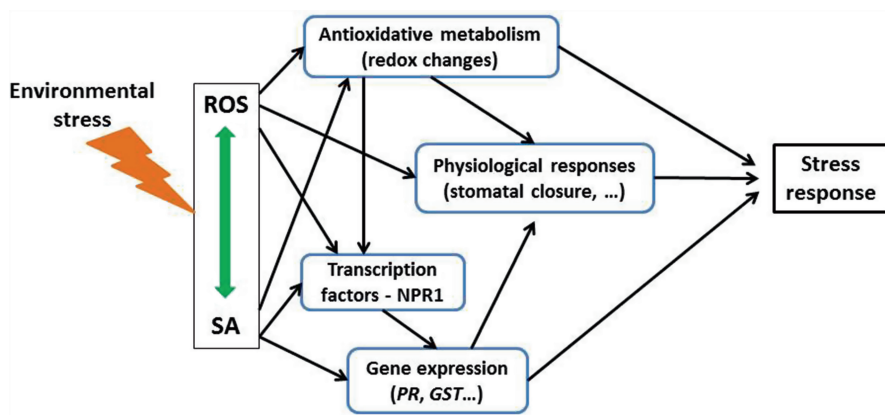 Environmental
stress
ROS
SA
Antioxidative metabolism
(redox changes)
Physiological responses
(stomatal closure, ...)
Transcription
factors - NPR1
Gene expression
(PR, GST...)
Stress
response